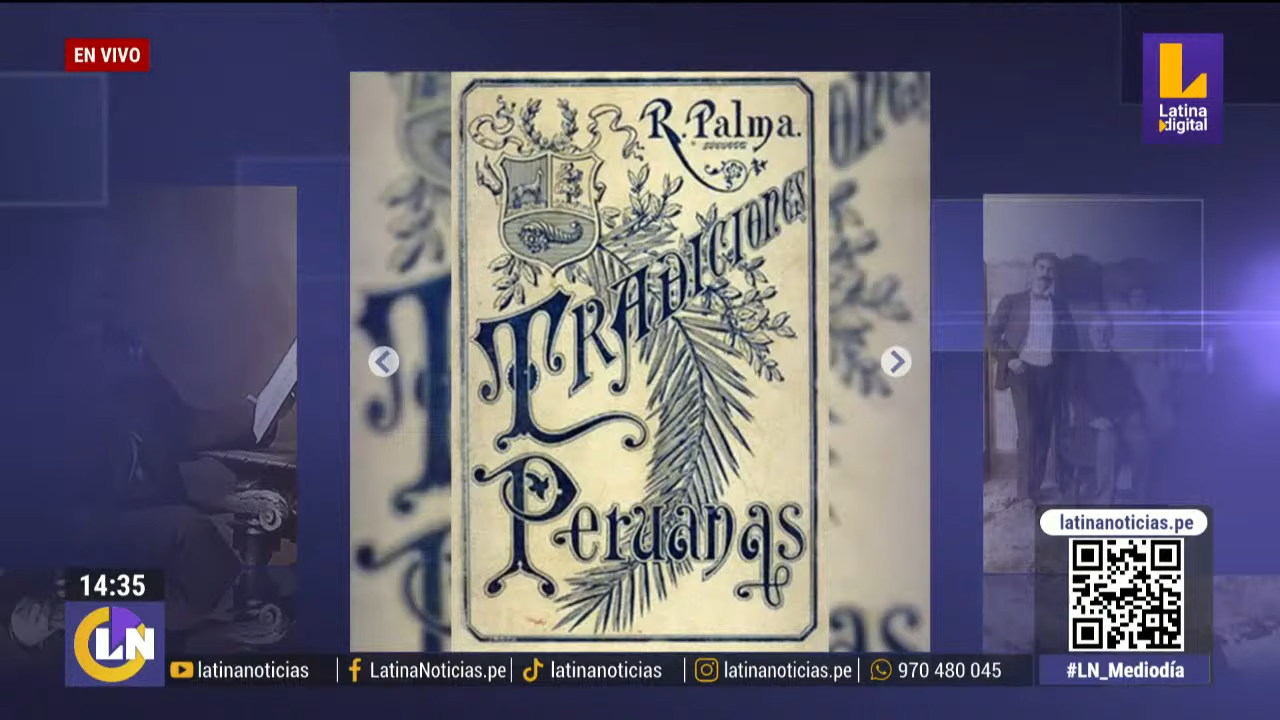 EN VIVO
Latina
digital
R. Palma.
TRADICIONES
PERUANAS
latinanoticias.pe
14:35
LN
latinanoticias
LatinaNoticias.pe
latinanoticias
latinanoticias.pe
970 480 045
#LN_Mediodía